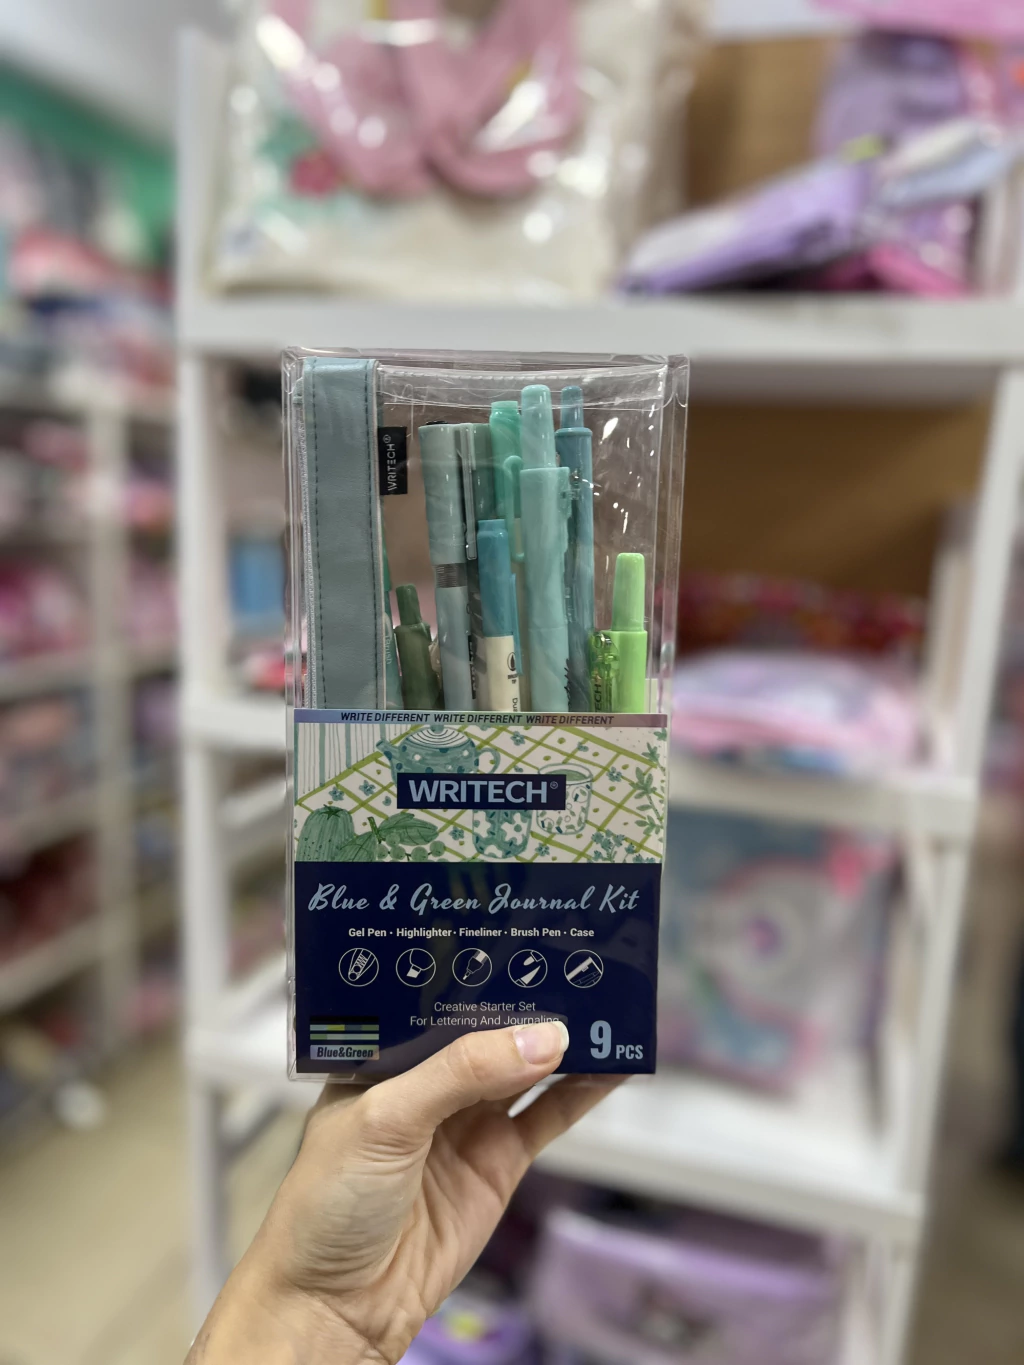 WRITECH®
WRITE DIFFERENT WRITE DIFFERENT WRITE DIFFERENT
WRITECH®
Blue & Green Journal Kit
Gel Pen · Highlighter · Fineliner · Brush Pen · Case
Creative Starter Set
For Lettering And Journaling
Blue&Green
9 PCS